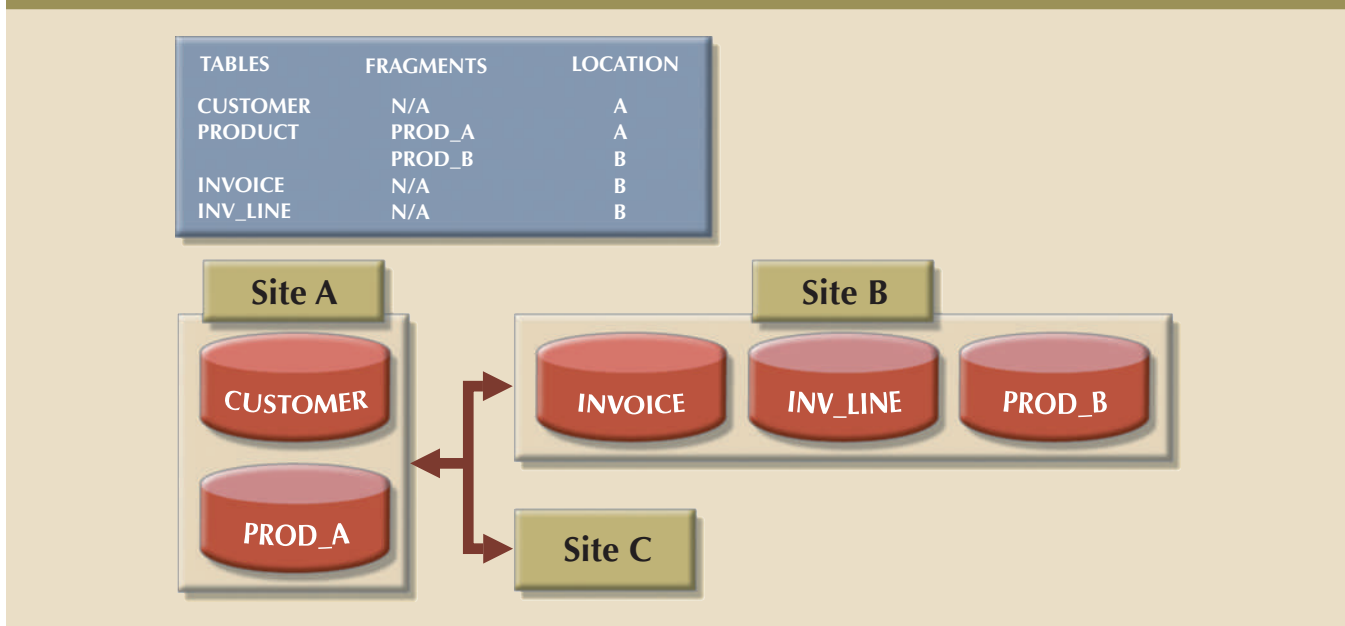 TABLES FRAGMENTS LOCATION
CUSTOMER N/A A
PRODUCT PROD_A A
PROD_B B
INVOICE N/A B
INV_LINE N/A B
Site A
Site B
CUSTOMER
INVOICE
INV_LINE
PROD_B
PROD_A
Site C